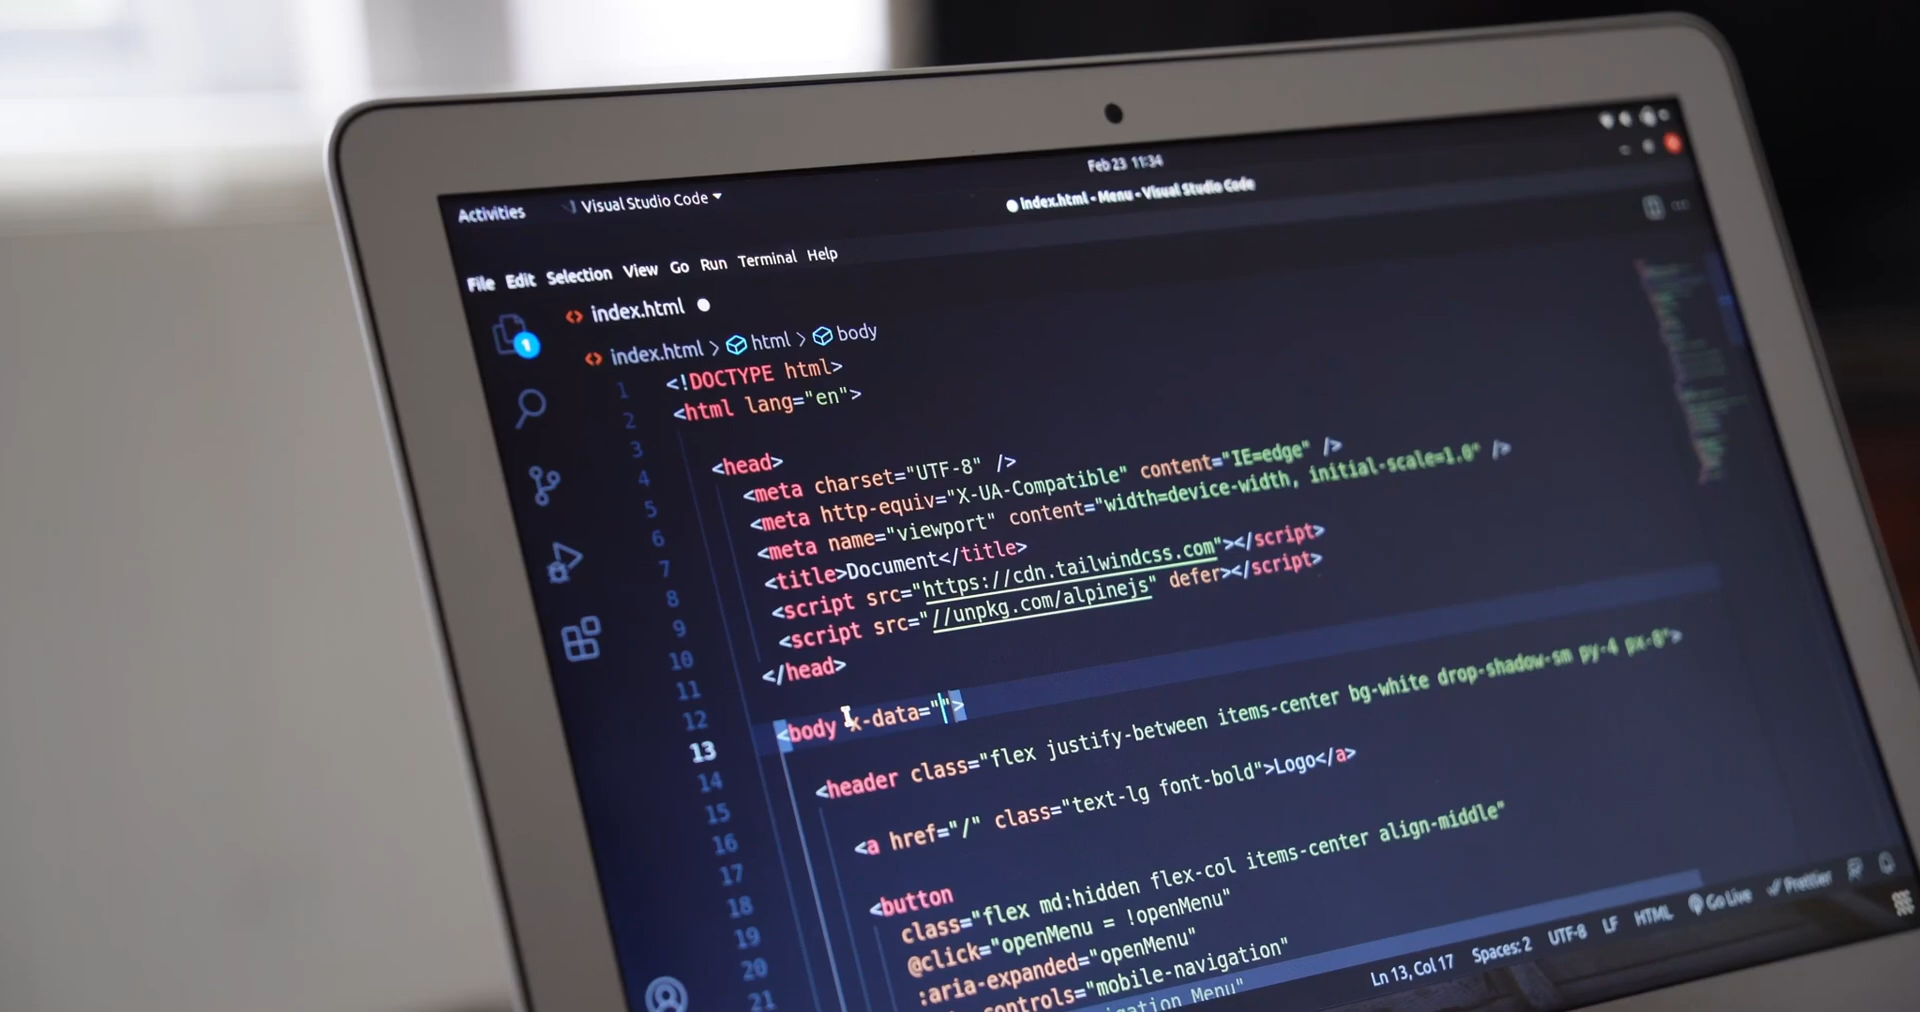 Feb 23 11:34
Activities
Visual Studio Code
index.html - Menu - Visual Studio Code
File Edit Selection View Go Run Terminal Help
index.html
1
index.html > html > body
1 <!DOCTYPE html>
2 <html lang="en">
3
4 <head>
5 <meta charset="UTF-8" />
6 <meta http-equiv="X-UA-Compatible" content="IE=edge" />
7 <meta name="viewport" content="width=device-width, initial-scale=1.0" />
8 <title>Document</title>
9 <script src="https://cdn.tailwindcss.com"></script>
10 <script src="//unpkg.com/alpinejs" defer></script>
11 </head>
12
13 <body x-data="">
14 <header class="flex justify-between items-center bg-white drop-shadow-sm py-4 px-8">
15
16 <a href="/" class="text-lg font-bold">Logo</a>
17
18 <button
19 class="flex md:hidden flex-col items-center align-middle"
20 @click="openMenu = !openMenu"
21 :aria-expanded="openMenu"
controls="mobile-navigation"
Menu"
Ln 13, Col 17 Spaces: 2 UTF-8 LF HTML Go Live Prettier